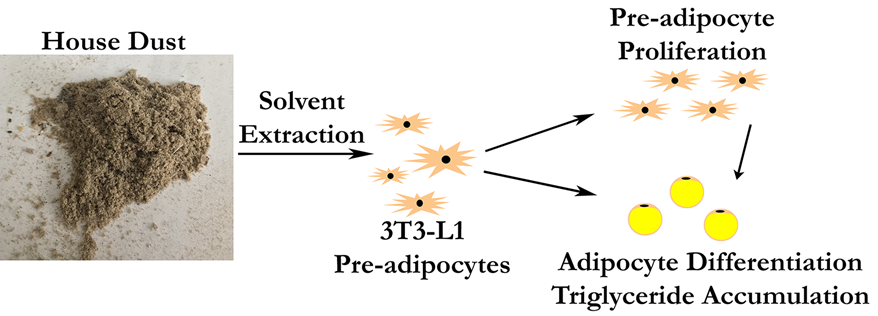 House Dust
Solvent
Extraction
3T3-L1
Pre-adipocytes
Pre-adipocyte
Proliferation
Adipocyte Differentiation
Triglyceride Accumulation